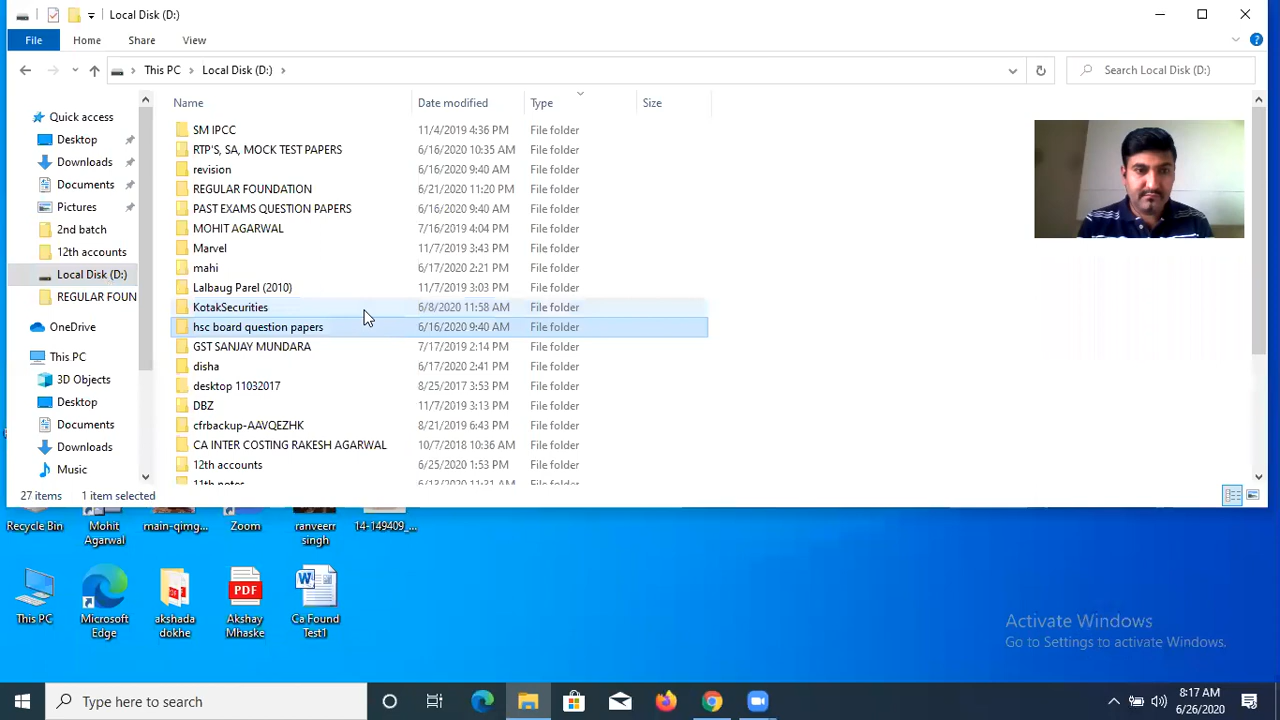 Local Disk (D:)
File Home Share View
This PC Local Disk (D:) Search Local Disk (D:)
Name Date modified Type Size
Quick access
Desktop
Downloads
Documents
Pictures
2nd batch
12th accounts
Local Disk (D:)
REGULAR FOUN
OneDrive
This PC
3D Objects
Desktop
Documents
Downloads
Music
SM IPCC 11/4/2019 4:36 PM File folder
RTP'S, SA, MOCK TEST PAPERS 6/16/2020 10:35 AM File folder
revision 6/16/2020 9:40 AM File folder
REGULAR FOUNDATION 6/21/2020 11:20 PM File folder
PAST EXAMS QUESTION PAPERS 6/16/2020 9:40 AM File folder
MOHIT AGARWAL 7/16/2019 4:04 PM File folder
Marvel 11/7/2019 3:43 PM File folder
mahi 6/17/2020 2:21 PM File folder
Lalbaug Parel (2010) 11/7/2019 3:03 PM File folder
KotakSecurities 6/8/2020 11:58 AM File folder
hsc board question papers 6/16/2020 9:40 AM File folder
GST SANJAY MUNDARA 7/17/2019 2:14 PM File folder
disha 6/17/2020 2:41 PM File folder
desktop 11032017 8/25/2017 3:53 PM File folder
DBZ 11/7/2019 3:13 PM File folder
cfrbackup-AAVQEZHK 8/21/2019 6:43 PM File folder
CA INTER COSTING RAKESH AGARWAL 10/7/2018 10:36 AM File folder
12th accounts 6/25/2020 1:53 PM File folder
11th notes 6/13/2020 11:31 AM File folder
27 items 1 item selected
Recycle Bin
Mohit Agarwal
main-qimg...
Zoom
ranveerr singh
14-149409_...
This PC
Microsoft Edge
akshada dokhe
PDF
Akshay Mhaske
Ca Found Test1
Activate Windows
Go to Settings to activate Windows.
Type here to search
8:17 AM
6/26/2020